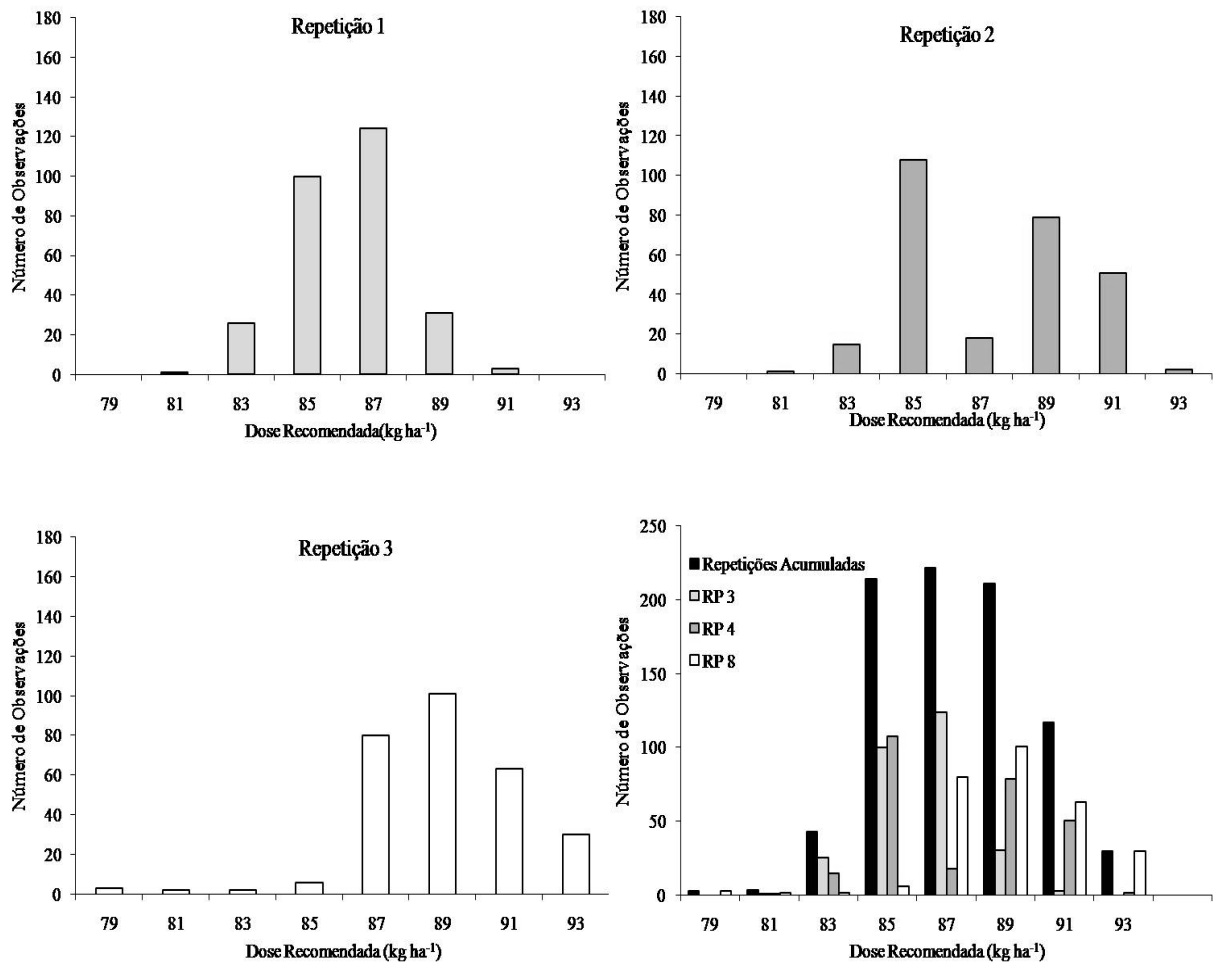 Repetição 1
Número de Observações
180
160
140
120
100
80
60
40
20
0
79 81 83 85 87 89 91 93
Dose Recomendada(kg ha⁻¹)
Repetição 2
Número de Observações
180
160
140
120
100
80
60
40
20
0
79 81 83 85 87 89 91 93
Dose Recomendada (kg ha⁻¹)
Repetição 3
Número de Observações
180
160
140
120
100
80
60
40
20
0
79 81 83 85 87 89 91 93
Dose Recomendada (kg ha⁻¹)
Número de Observações
250
200
150
100
50
0
Repetições Acumuladas
RP 3
RP 4
RP 8
79 81 83 85 87 89 91 93
Dose Recomendada (kg ha⁻¹)